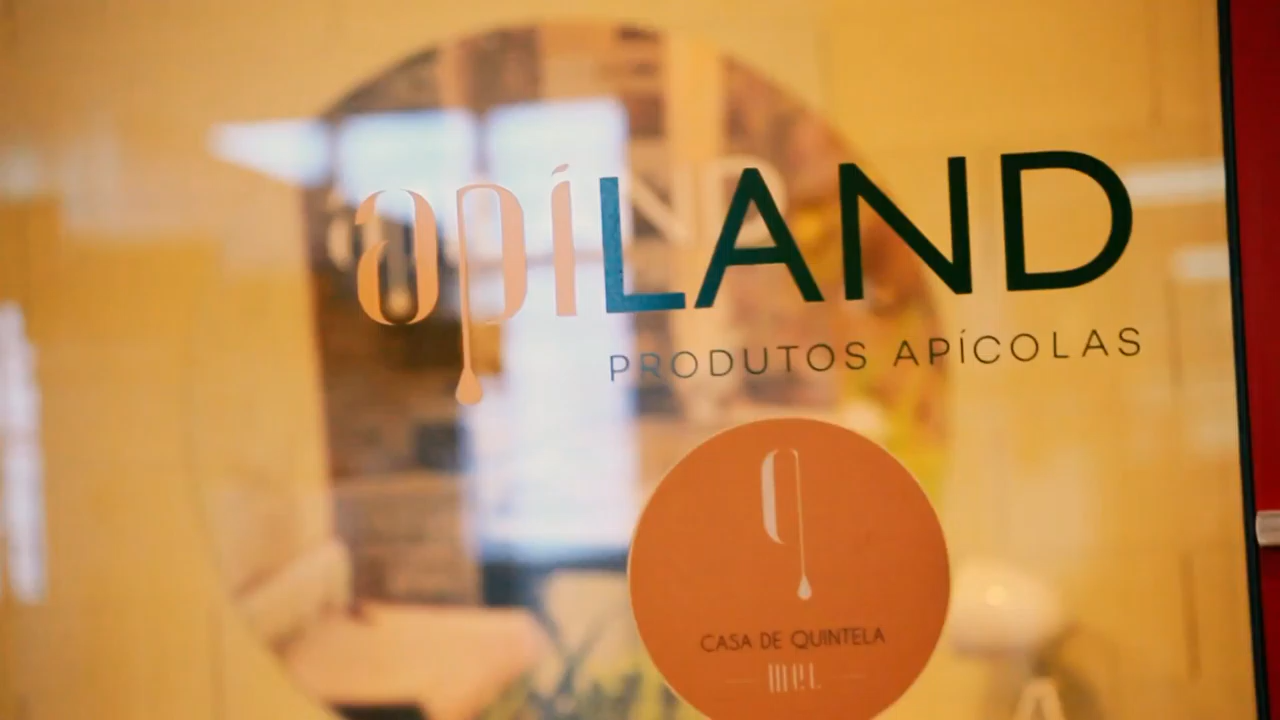 apíLAND
PRODUTOS APÍCOLAS
q
CASA DE QUINTELA
mel